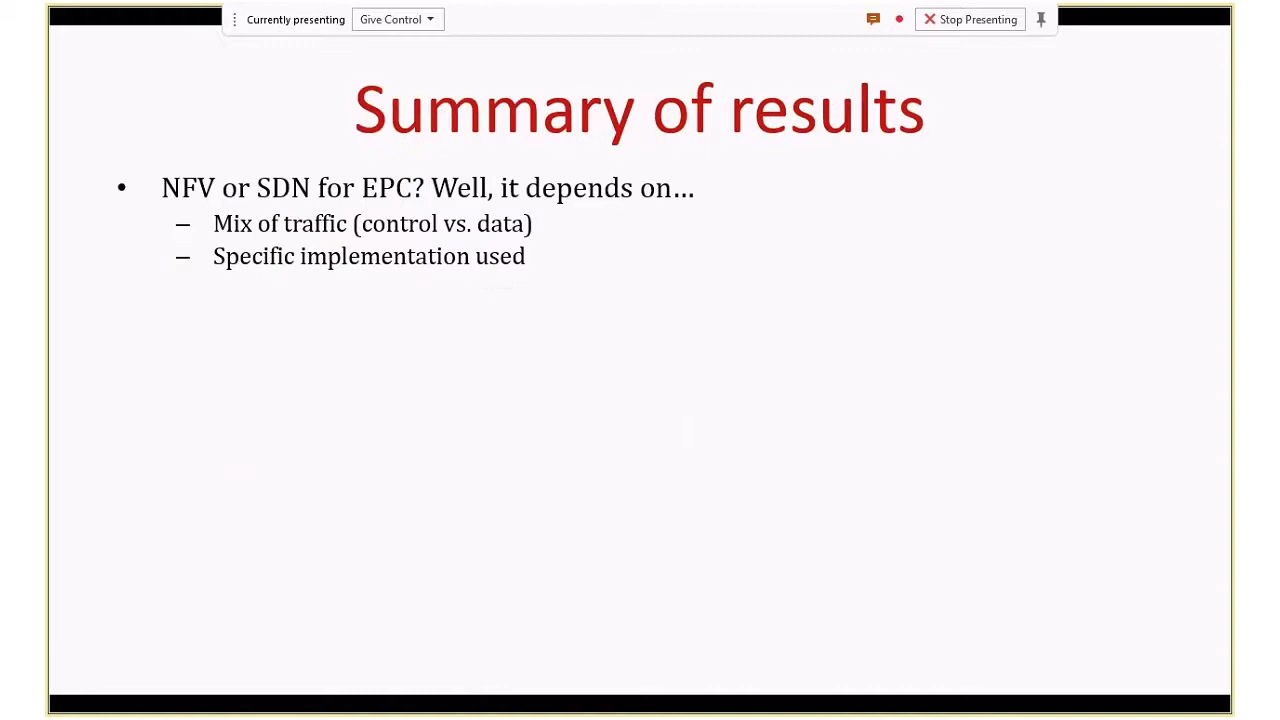 Currently presenting Give Control Stop Presenting
Summary of results
• NFV or SDN for EPC? Well, it depends on…
– Mix of traffic (control vs. data)
– Specific implementation used